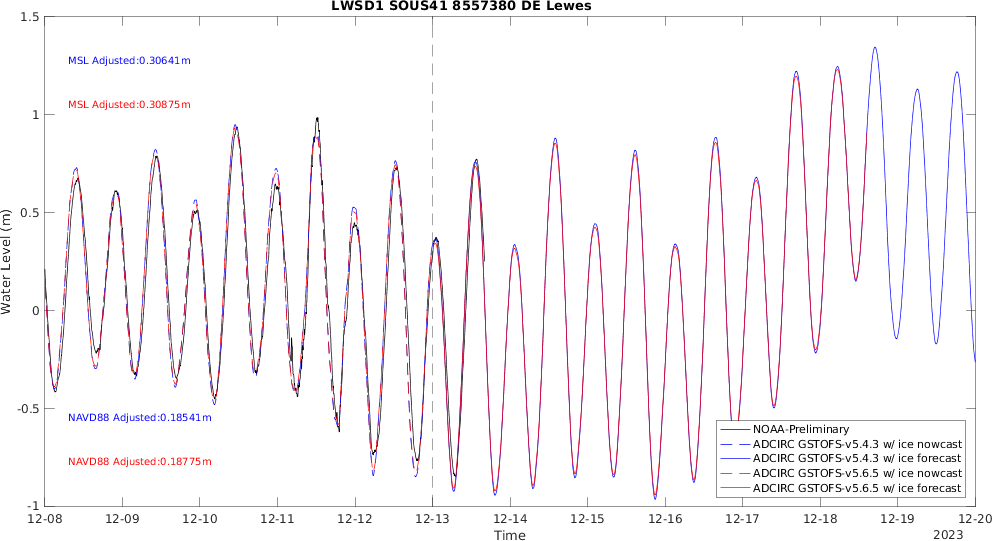 LWSD1 SOUS41 8557380 DE Lewes
1.5
MSL Adjusted:0.30641m
MSL Adjusted:0.30875m
1
0.5
0
-0.5
-1
Water Level (m)
NAVD88 Adjusted:0.18541m
NAVD88 Adjusted:0.18775m
NOAA-Preliminary
ADCIRC GSTOFS-v5.4.3 w/ ice nowcast
ADCIRC GSTOFS-v5.4.3 w/ ice forecast
ADCIRC GSTOFS-v5.6.5 w/ ice nowcast
ADCIRC GSTOFS-v5.6.5 w/ ice forecast
12-08 12-09 12-10 12-11 12-12 12-13 12-14 12-15 12-16 12-17 12-18 12-19 12-20
Time
2023